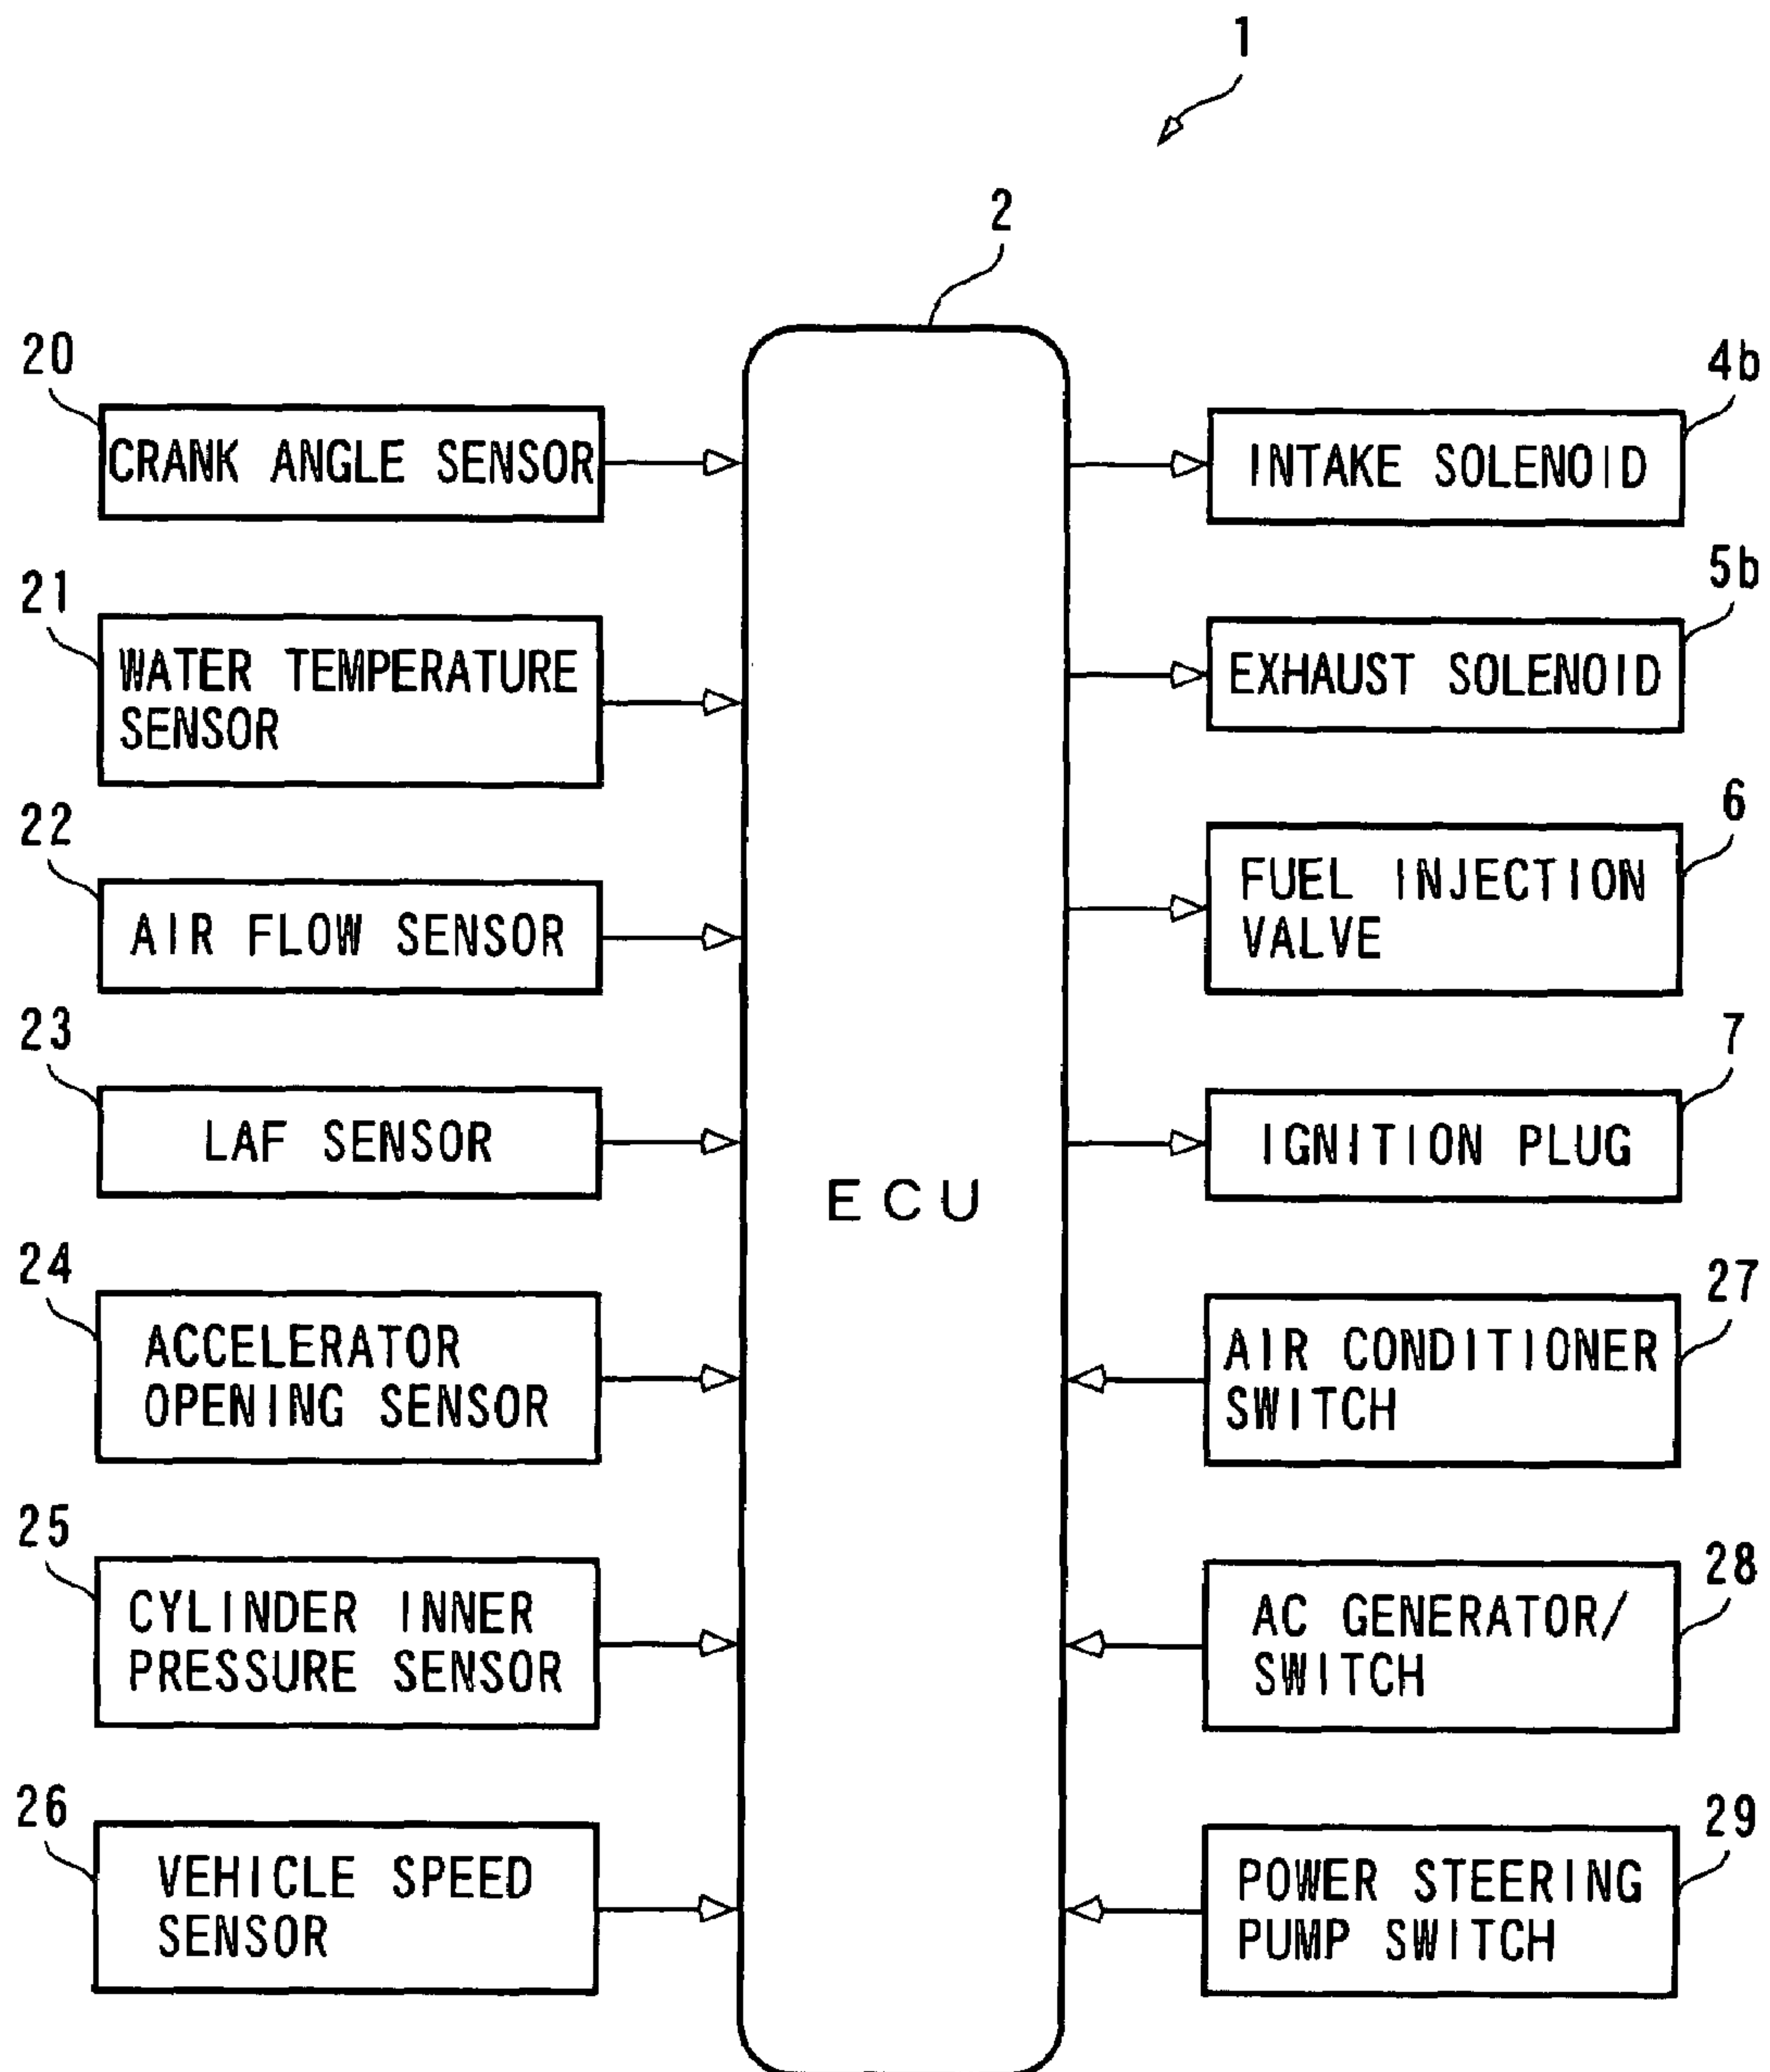 1
2
20
CRANK ANGLE SENSOR
21
WATER TEMPERATURE
SENSOR
22
AIR FLOW SENSOR
23
LAF SENSOR
24
ACCELERATOR
OPENING SENSOR
25
CYLINDER INNER
PRESSURE SENSOR
26
VEHICLE SPEED
SENSOR
ECU
4b
INTAKE SOLENOID
5b
EXHAUST SOLENOID
6
FUEL INJECTION
VALVE
7
IGNITION PLUG
27
AIR CONDITIONER
SWITCH
28
AC GENERATOR/
SWITCH
29
POWER STEERING
PUMP SWITCH